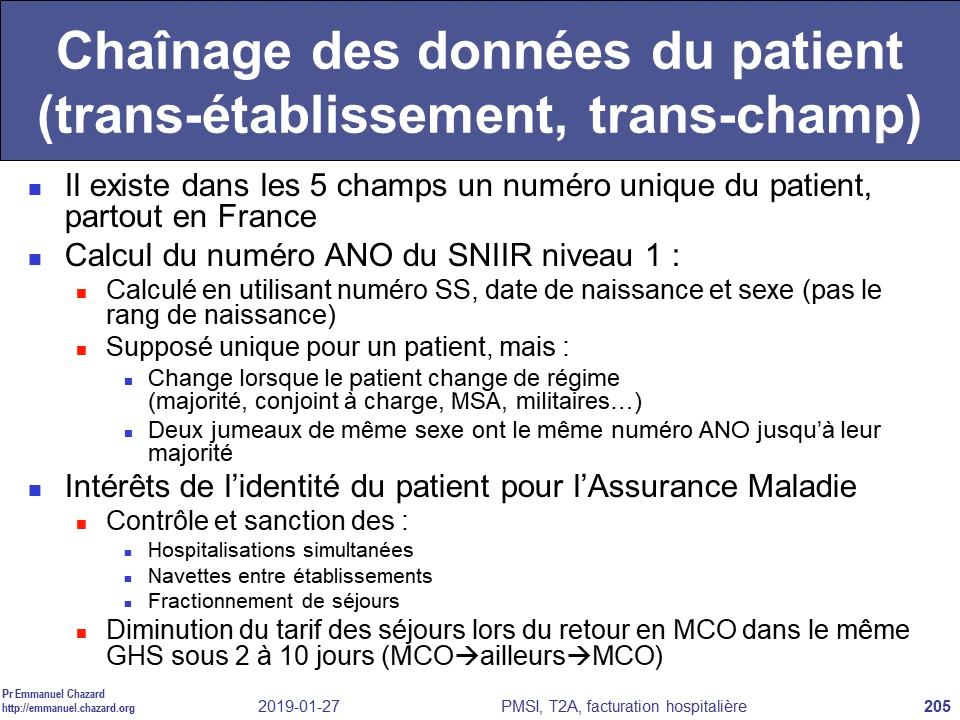 Chaînage des données du patient
(trans-établissement, trans-champ)
Il existe dans les 5 champs un numéro unique du patient,
partout en France
Calcul du numéro ANO du SNIIR niveau 1 :
Calculé en utilisant numéro SS, date de naissance et sexe (pas le
rang de naissance)
Supposé unique pour un patient, mais :
Change lorsque le patient change de régime
(majorité, conjoint à charge, MSA, militaires…)
Deux jumeaux de même sexe ont le même numéro ANO jusqu’à leur
majorité
Intérêts de l’identité du patient pour l’Assurance Maladie
Contrôle et sanction des :
Hospitalisations simultanées
Navettes entre établissements
Fractionnement de séjours
Diminution du tarif des séjours lors du retour en MCO dans le même
GHS sous 2 à 10 jours (MCO→ailleurs→MCO)
Pr Emmanuel Chazard
http://emmanuel.chazard.org
2019-01-27
PMSI, T2A, facturation hospitalière
205